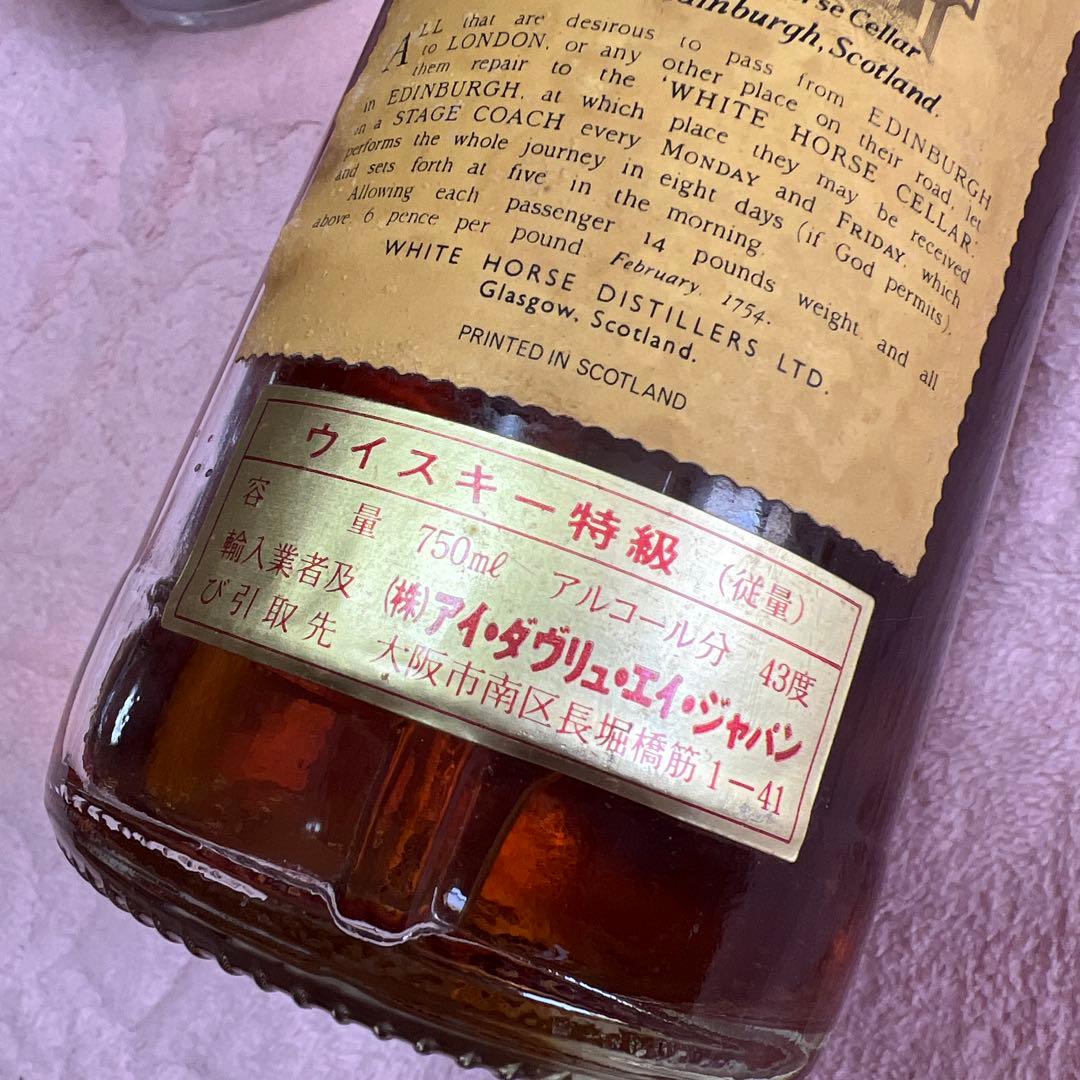 rse Cellar
Edinburgh, Scotland.
ALL that are desirous to pass from EDINBURGH
to LONDON, or any other place on their road, let
them repair to the 'WHITE HORSE CELLAR'
in EDINBURGH, at which place they may be received
in a STAGE COACH every MONDAY and FRIDAY, which
performs the whole journey in eight days (if God permits),
and sets forth at five in the morning.
Allowing each passenger 14 pounds weight, and all
above, 6 pence per pound. February, 1754.
WHITE HORSE DISTILLERS LTD.
Glasgow, Scotland.
PRINTED IN SCOTLAND
ウイスキー特級 (従量)
容量 750mℓ アルコール分 43度
輸入業者及び引取先 (株)アイ・ダヴリュ・エイ・ジャパン
大阪市南区長堀橋筋1-41